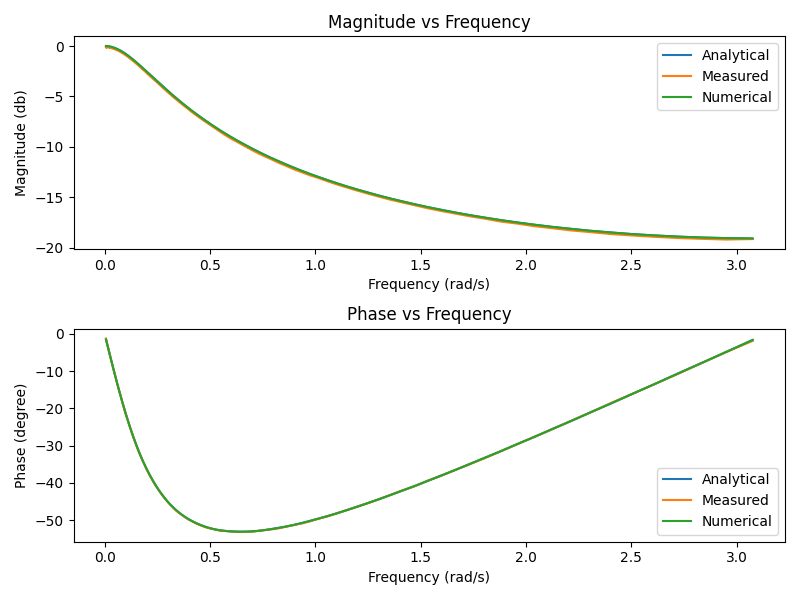 Magnitude vs Frequency
Magnitude (db)
0
−5
−10
−15
−20
Analytical
Measured
Numerical
0.0 0.5 1.0 1.5 2.0 2.5 3.0
Frequency (rad/s)
Phase vs Frequency
Phase (degree)
0
−10
−20
−30
−40
−50
Analytical
Measured
Numerical
0.0 0.5 1.0 1.5 2.0 2.5 3.0
Frequency (rad/s)